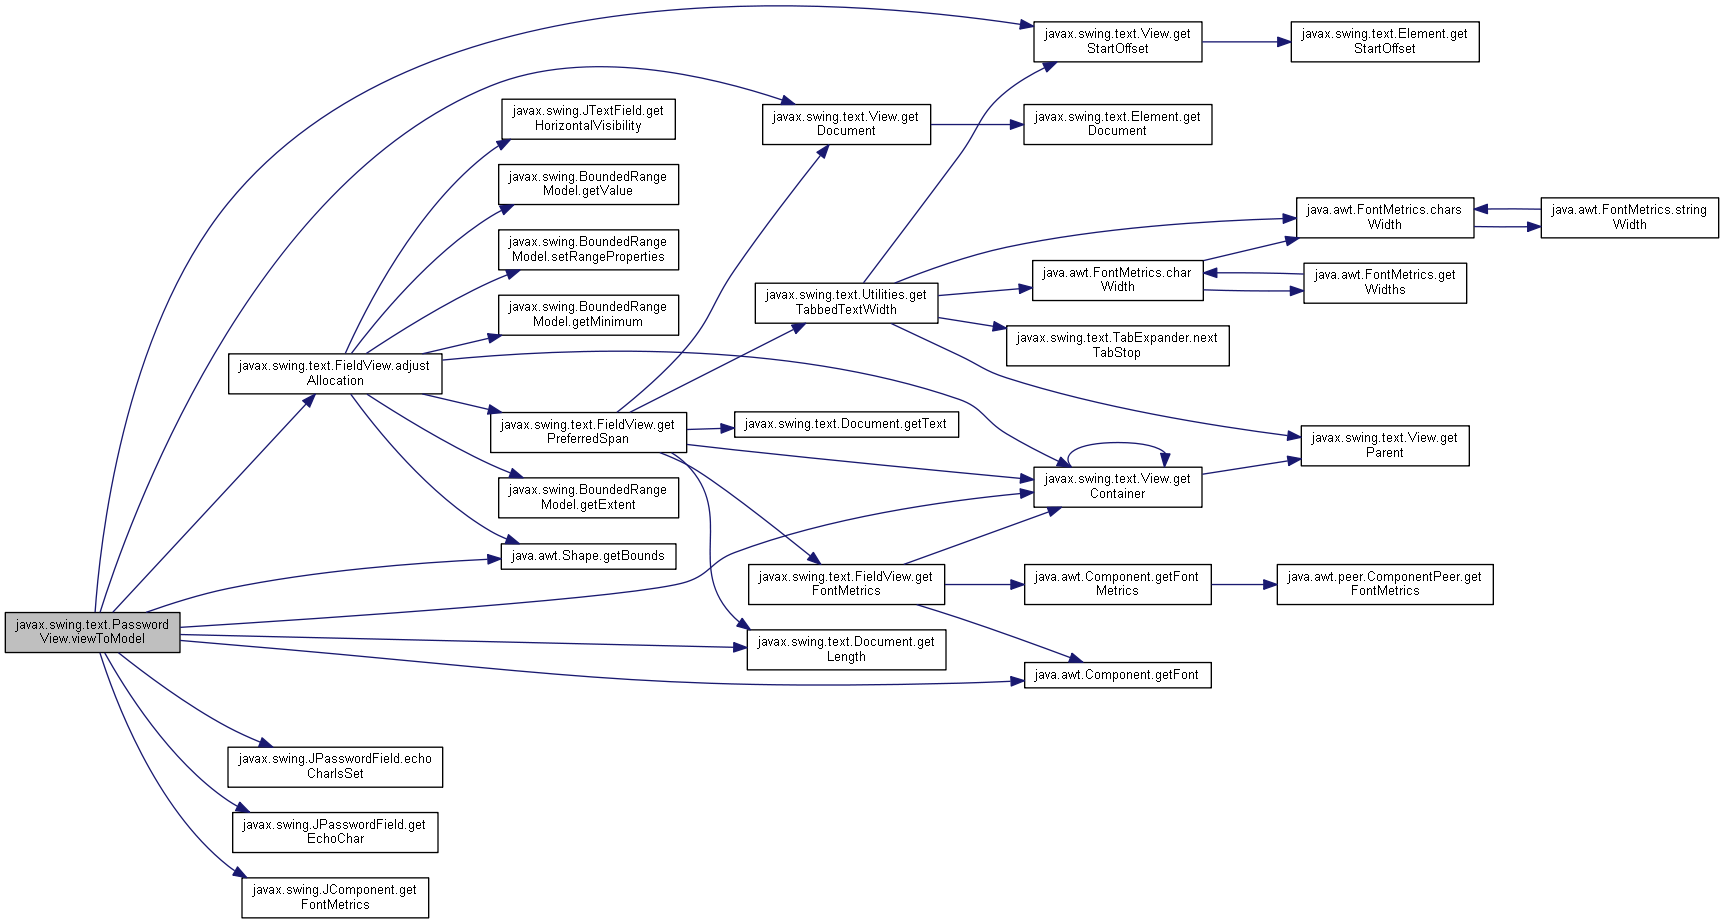 javax.swing.text.View.get
StartOffset
javax.swing.text.Element.get
StartOffset
javax.swing.JTextField.get
HorizontalVisibility
javax.swing.text.View.get
Document
javax.swing.text.Element.get
Document
javax.swing.BoundedRange
Model.getValue
java.awt.FontMetrics.chars
Width
java.awt.FontMetrics.string
Width
javax.swing.BoundedRange
Model.setRangeProperties
java.awt.FontMetrics.char
Width
java.awt.FontMetrics.get
Widths
javax.swing.text.Utilities.get
TabbedTextWidth
javax.swing.BoundedRange
Model.getMinimum
javax.swing.text.TabExpander.next
TabStop
javax.swing.text.FieldView.adjust
Allocation
javax.swing.text.FieldView.get
PreferredSpan
javax.swing.text.Document.getText
javax.swing.text.View.get
Parent
javax.swing.text.View.get
Container
javax.swing.BoundedRange
Model.getExtent
java.awt.Shape.getBounds
javax.swing.text.FieldView.get
FontMetrics
java.awt.Component.getFont
Metrics
java.awt.peer.ComponentPeer.get
FontMetrics
javax.swing.text.Password
View.viewToModel
javax.swing.text.Document.get
Length
java.awt.Component.getFont
javax.swing.JPasswordField.echo
CharIsSet
javax.swing.JPasswordField.get
EchoChar
javax.swing.JComponent.get
FontMetrics